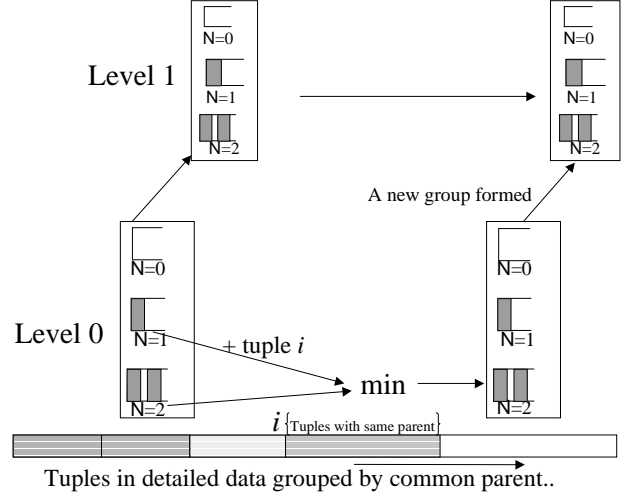 N=0
N=0
Level 1
N=1
N=1
N=2
N=2
A new group formed
N=0
N=0
Level 0
N=1
+ tuple i
N=1
min
N=2
N=2
i
{Tuples with same parent}
Tuples in detailed data grouped by common parent..